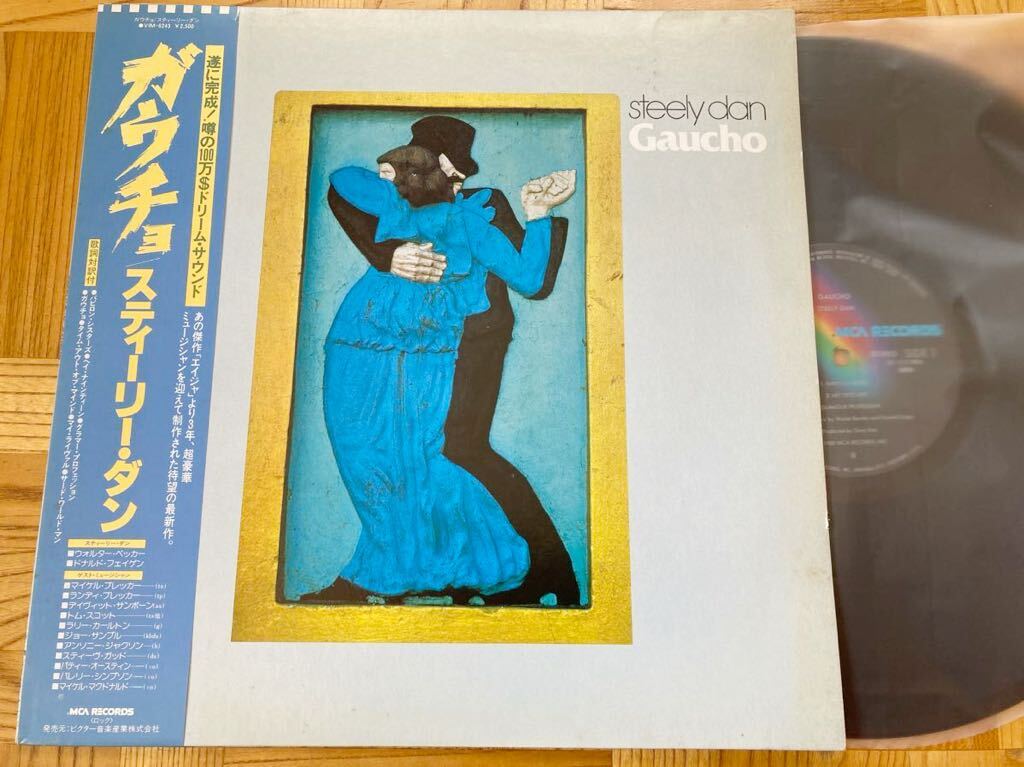 ガウチョ/スティーリー・ダン
●VIM-6243 ¥2,500
ガウチョ
スティーリー・ダン
遂に完成！噂の100万$ドリーム・サウンド
あの傑作「エイジャ」より3年、超豪華
ミュージシャンを迎えて制作された待望の最新作。
歌詞対訳付
●バビロン・シスターズ●ヘイ・ナインティーン●グラマー・プロフェッション
●ガウチョ●タイム・アウト・オブ・マインド●マイ・ライヴァル●サード・ワールド・マン
スティーリー・ダン
■ウォルター・ベッカー
■ドナルド・フェイゲン
ゲスト・ミュージシャン
■マイケル・ブレッカー──(ts)
■ランディ・ブレッカー──(tp)
■デイヴィット・サンボーン(as)
■トム・スコット──(ts他)
■ラリー・カールトン──(g)
■ジョー・サンプル──(kbds)
■アンソニー・ジャクソン─(b)
■スティーヴ・ガッド──(ds)
■パティー・オースティン─(vo)
■バレリー・シンプソン─(vo)
■マイケル・マクドナルド─(vo)
MCA RECORDS
(ロック)
発売元:ビクター音楽産業株式会社
steely dan
Gaucho
GAUCHO
STEELY DAN
MCA RECORDS